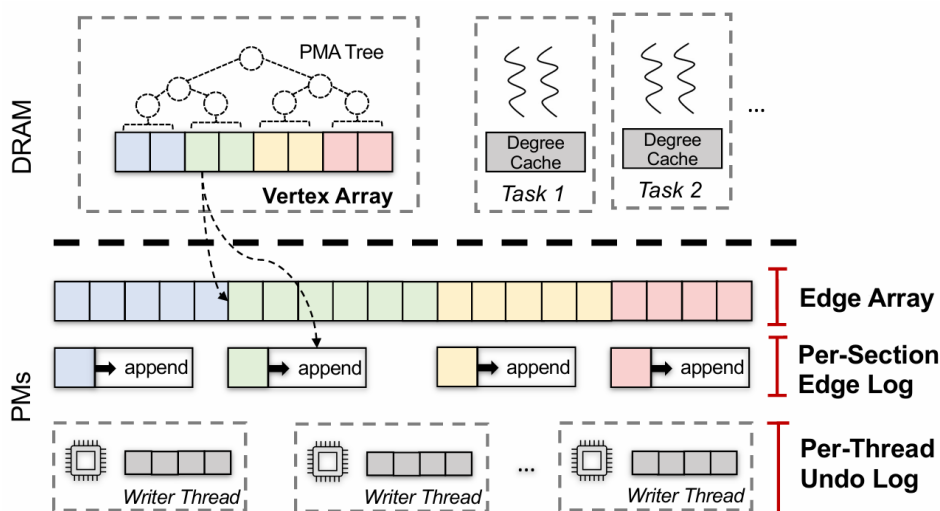 DRAM
PMA Tree
Vertex Array
Degree
Cache
Task 1
Degree
Cache
Task 2
...
PMs
Edge Array
append
append
append
append
Per-Section
Edge Log
Writer Thread
Writer Thread
...
Writer Thread
Per-Thread
Undo Log